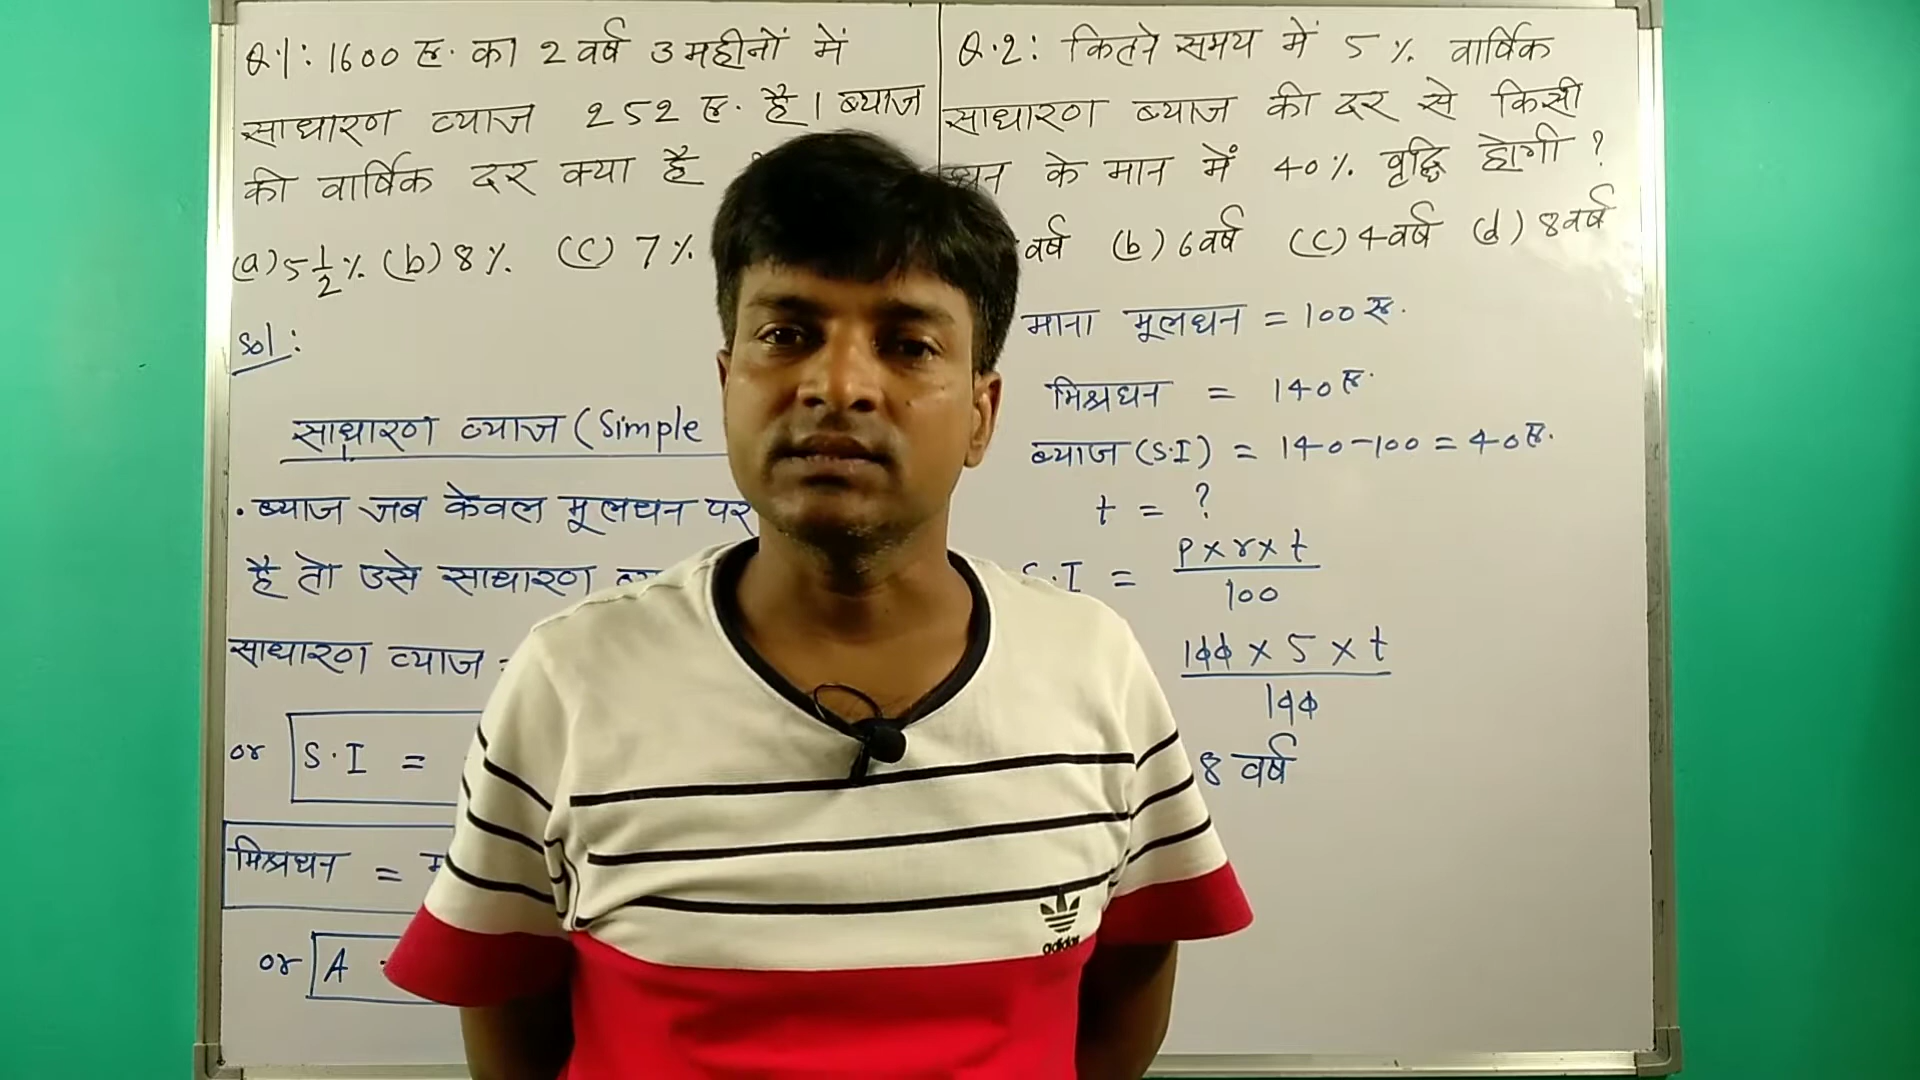 Q.1: 1600 रु. का 2 वर्ष 3 महीनों में
साधारण ब्याज 252 रु. है। ब्याज
की वार्षिक दर क्या है
(a) 5 1/2 % (b) 8% (c) 7%
Sol:
साधारण ब्याज (Simple
• ब्याज जब केवल मूलधन पर
है तो उसे साधारण
साधारण ब्याज =
or S.I =
मिश्रधन =
or A
Q.2: कितने समय में 5% वार्षिक
साधारण ब्याज की दर से किसी
धन के मान में 40% वृद्धि होगी?
वर्ष (b) 6 वर्ष (c) 4 वर्ष (d) 8 वर्ष
माना मूलधन = 100 रु.
मिश्रधन = 140 रु.
ब्याज (S.I) = 140-100 = 40 रु.
t = ?
S.I = P×r×t / 100
100 × 5 × t / 100
8 वर्ष
adidas